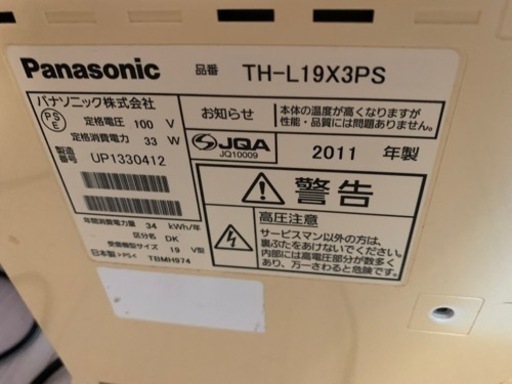 Panasonic 品番 TH-L19X3PS
パナソニック株式会社
PS
E
定格電圧 100 V
定格消費電力 33 W
製造番号 UP1330412
お知らせ
本体の温度が高くなりますが
性能・品質には問題ありません。
JQA
JQ10009
2011 年製
警告
高圧注意
サービスマン以外の方は、
裏ぶたをあけないでください。
内部には高電圧部分が数多く
あり、万一さわると危険です。
年間消費電力量 34 kWh/年
区分名 DK
受信機型サイズ 19 V型
日本製 >PS< TBMH974